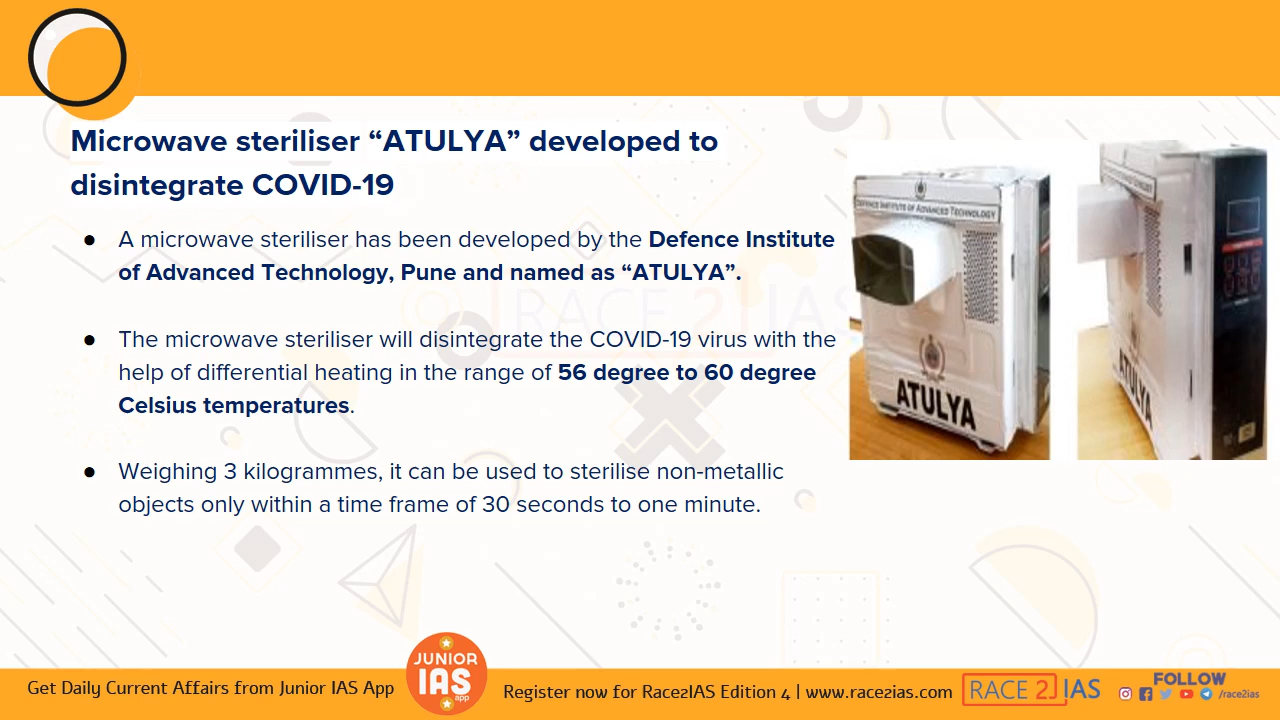 Microwave steriliser “ATULYA” developed to
disintegrate COVID-19
● A microwave steriliser has been developed by the Defence Institute
of Advanced Technology, Pune and named as “ATULYA”.
● The microwave steriliser will disintegrate the COVID-19 virus with the
help of differential heating in the range of 56 degree to 60 degree
Celsius temperatures.
● Weighing 3 kilogrammes, it can be used to sterilise non-metallic
objects only within a time frame of 30 seconds to one minute.
RACE 2 IAS
DEFENCE INSTITUTE OF ADVANCED TECHNOLOGY
ATULYA
ATULYA
Get Daily Current Affairs from Junior IAS App
JUNIOR
IAS
app
Register now for Race2IAS Edition 4 | www.race2ias.com
RACE 2 IAS
FOLLOW
/race2ias